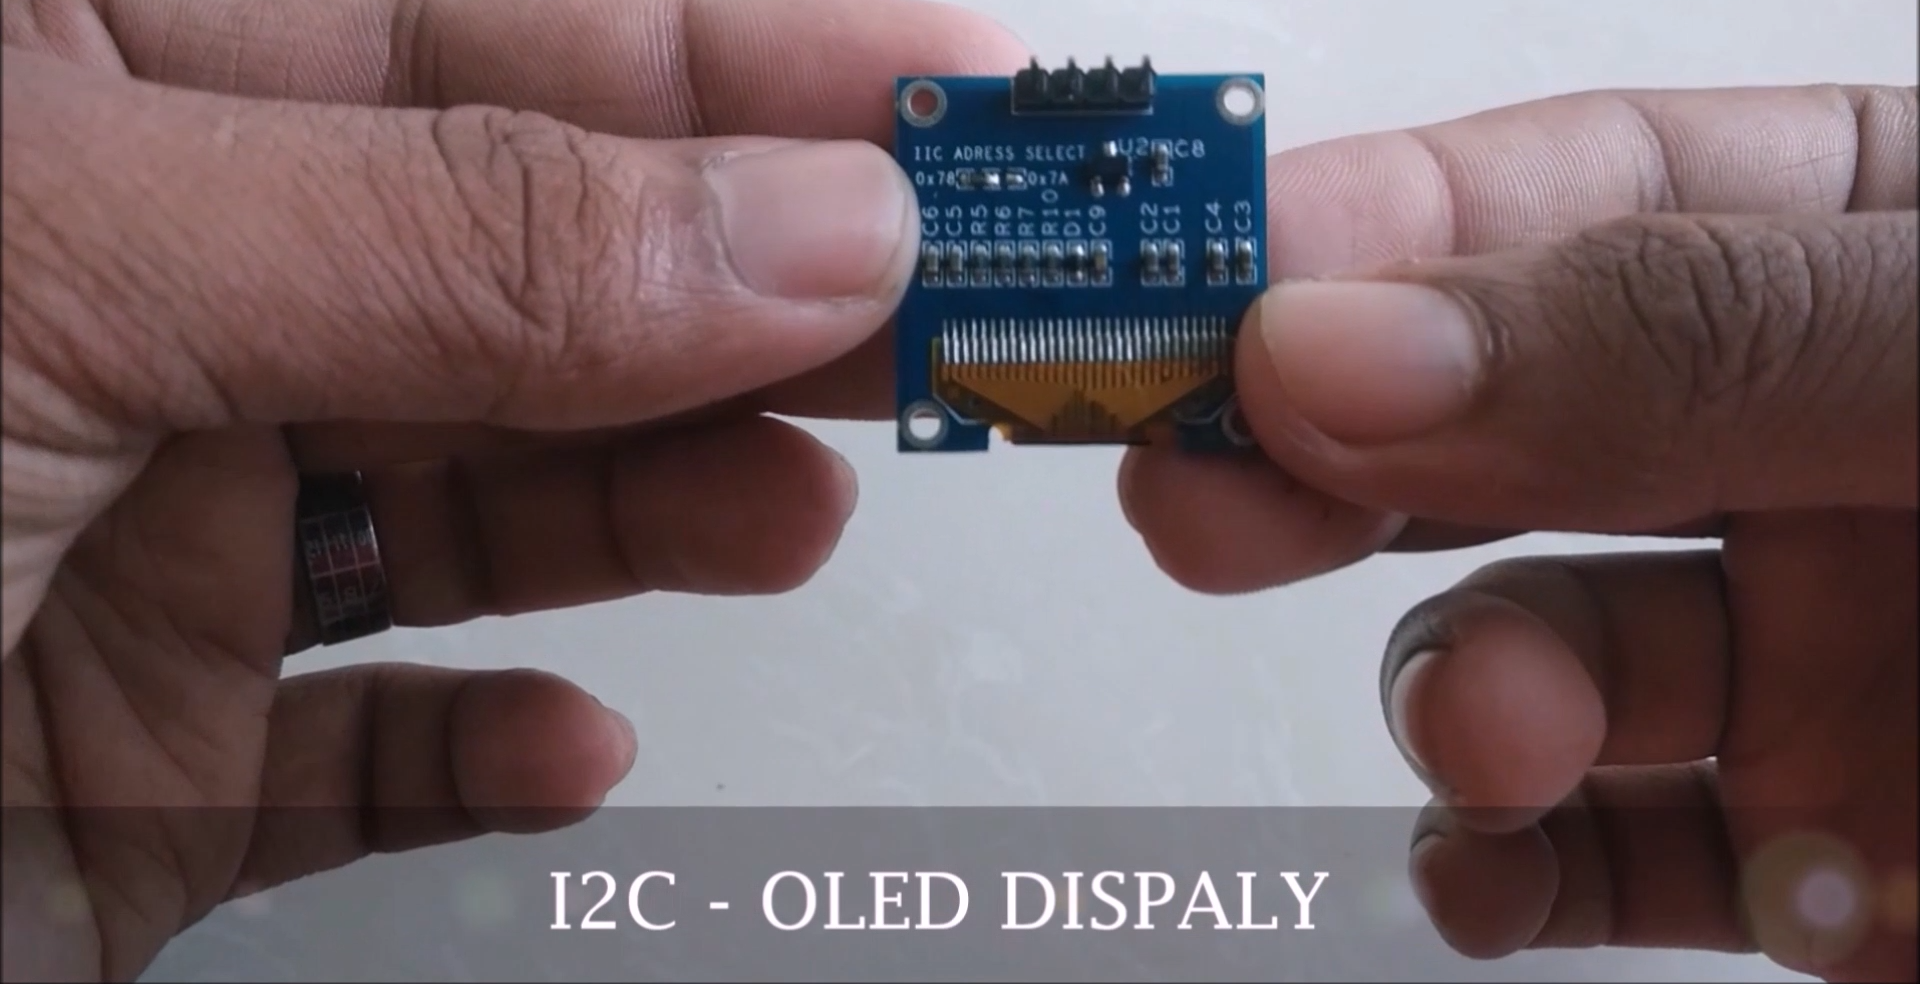 IIC ADRESS SELECT
U2 C8
0x78 0x7A
C6 C5 R5 R6 R7 R10 D1 C9 C2 C1 C4 C3
I2C - OLED DISPALY